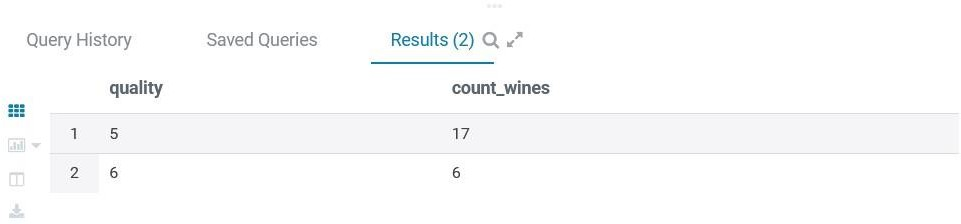 Query History Saved Queries Results (2)
quality count_wines
1 5 17
2 6 6